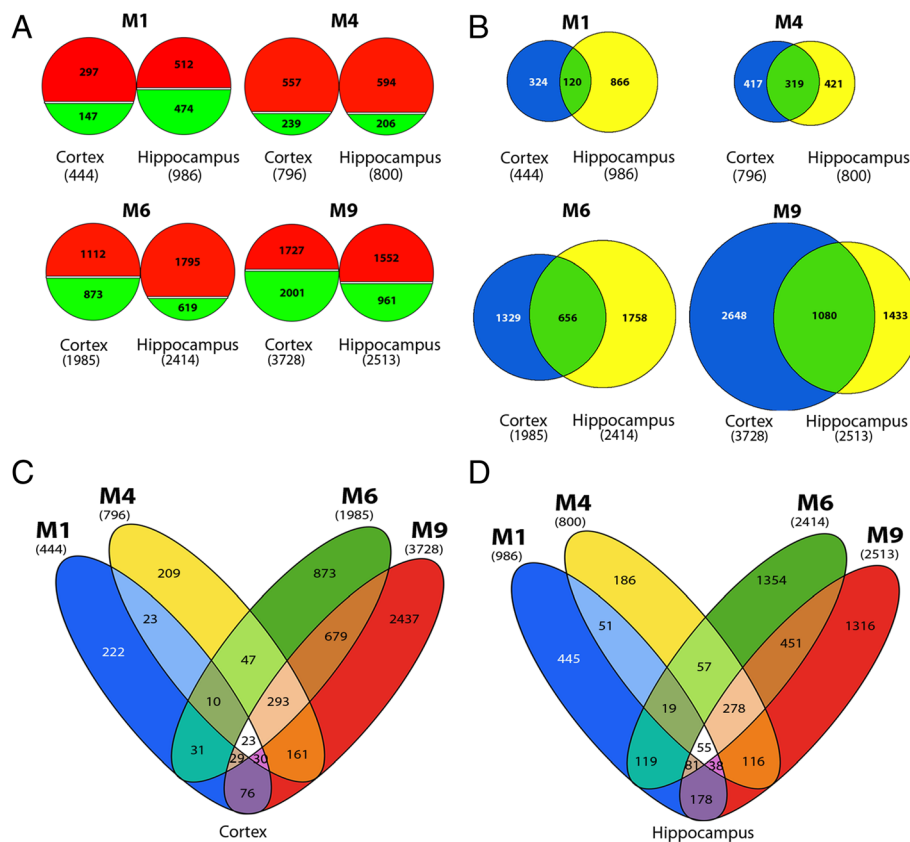 A
M1
M4
297
512
147
474
557
594
239
206
Cortex
(444)
Hippocampus
(986)
Cortex
(796)
Hippocampus
(800)
M6
M9
1112
1795
873
619
1727
1552
2001
961
Cortex
(1985)
Hippocampus
(2414)
Cortex
(3728)
Hippocampus
(2513)
B
M1
M4
324
120
866
417
319
421
Cortex
(444)
Hippocampus
(986)
Cortex
(796)
Hippocampus
(800)
M6
M9
1329
656
1758
2648
1080
1433
Cortex
(1985)
Hippocampus
(2414)
Cortex
(3728)
Hippocampus
(2513)
C
M1
(444)
M4
(796)
M6
(1985)
M9
(3728)
209
873
23
2437
222
679
47
10
293
31
23
161
29
30
76
Cortex
D
M1
(986)
M4
(800)
M6
(2414)
M9
(2513)
186
1354
51
1316
445
451
57
19
278
119
55
116
81
38
178
Hippocampus